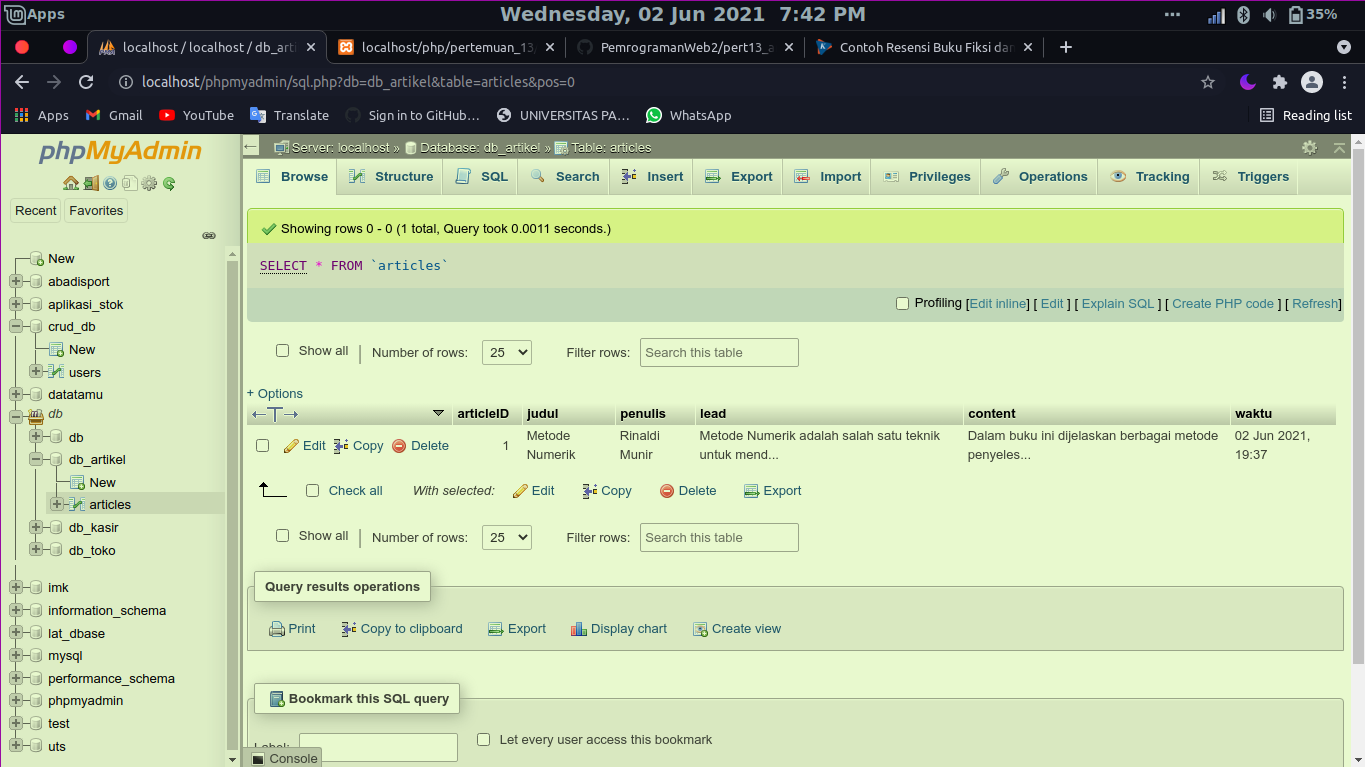 Apps Wednesday, 02 Jun 2021 7:42 PM 35%
localhost / localhost / db_arti localhost/php/pertemuan_13/ PemrogramanWeb2/pert13_a Contoh Resensi Buku Fiksi dan
localhost/phpmyadmin/sql.php?db=db_artikel&table=articles&pos=0
Apps Gmail YouTube Translate Sign in to GitHub… UNIVERSITAS PA… WhatsApp Reading list
phpMyAdmin
Recent Favorites
New
abadisport
aplikasi_stok
crud_db
New
users
datatamu
db
db
db_artikel
New
articles
db_kasir
db_toko
imk
information_schema
lat_dbase
mysql
performance_schema
phpmyadmin
test
uts
Server: localhost » Database: db_artikel » Table: articles
Browse Structure SQL Search Insert Export Import Privileges Operations Tracking Triggers
Showing rows 0 - 0 (1 total, Query took 0.0011 seconds.)
SELECT * FROM `articles`
Profiling [Edit inline] [ Edit ] [ Explain SQL ] [ Create PHP code ] [ Refresh]
Show all | Number of rows: 25 Filter rows: Search this table
+ Options
articleID judul penulis lead content waktu
Edit Copy Delete 1 Metode Rinaldi Metode Numerik adalah salah satu teknik Dalam buku ini dijelaskan berbagai metode 02 Jun 2021,
Numerik Munir untuk mend... penyeles... 19:37
Check all With selected: Edit Copy Delete Export
Show all | Number of rows: 25 Filter rows: Search this table
Query results operations
Print Copy to clipboard Export Display chart Create view
Bookmark this SQL query
Label: Let every user access this bookmark
Console